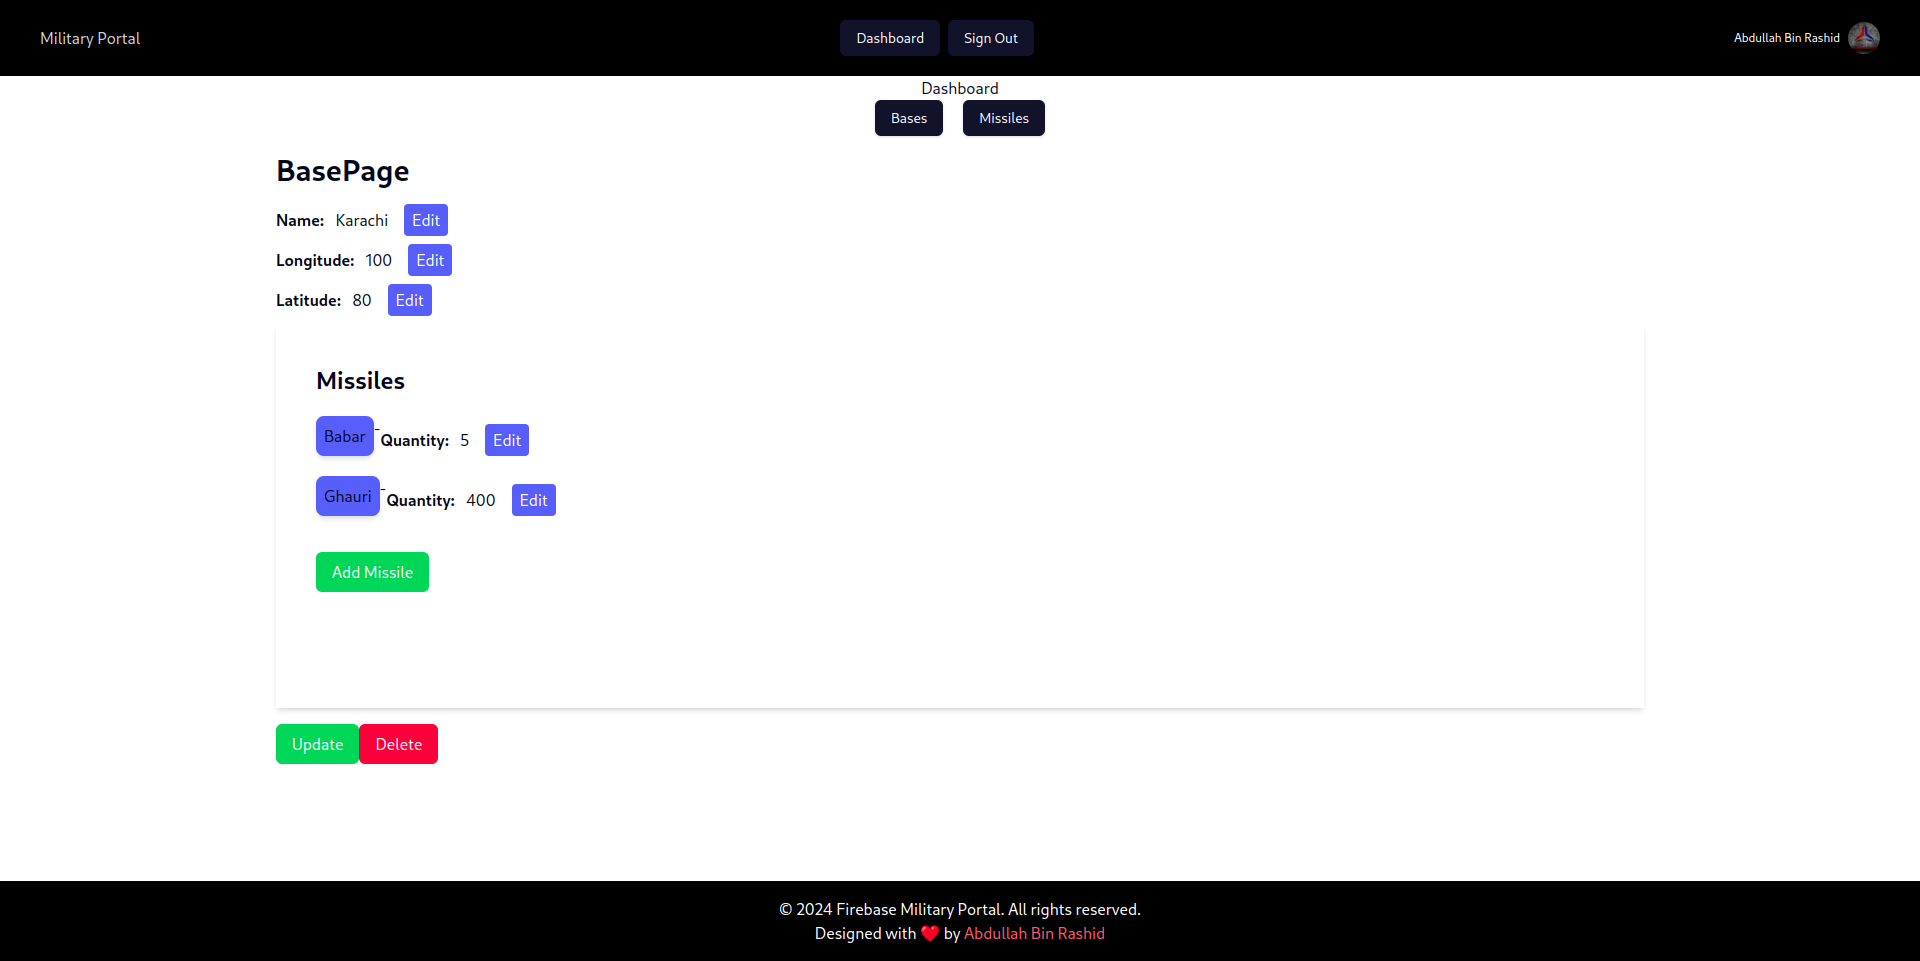 Military Portal
Dashboard
Sign Out
Abdullah Bin Rashid
Dashboard
Bases
Missiles
BasePage
Name: Karachi Edit
Longitude: 100 Edit
Latitude: 80 Edit
Missiles
Babar - Quantity: 5 Edit
Ghauri - Quantity: 400 Edit
Add Missile
Update Delete
© 2024 Firebase Military Portal. All rights reserved.
Designed with ❤️ by Abdullah Bin Rashid